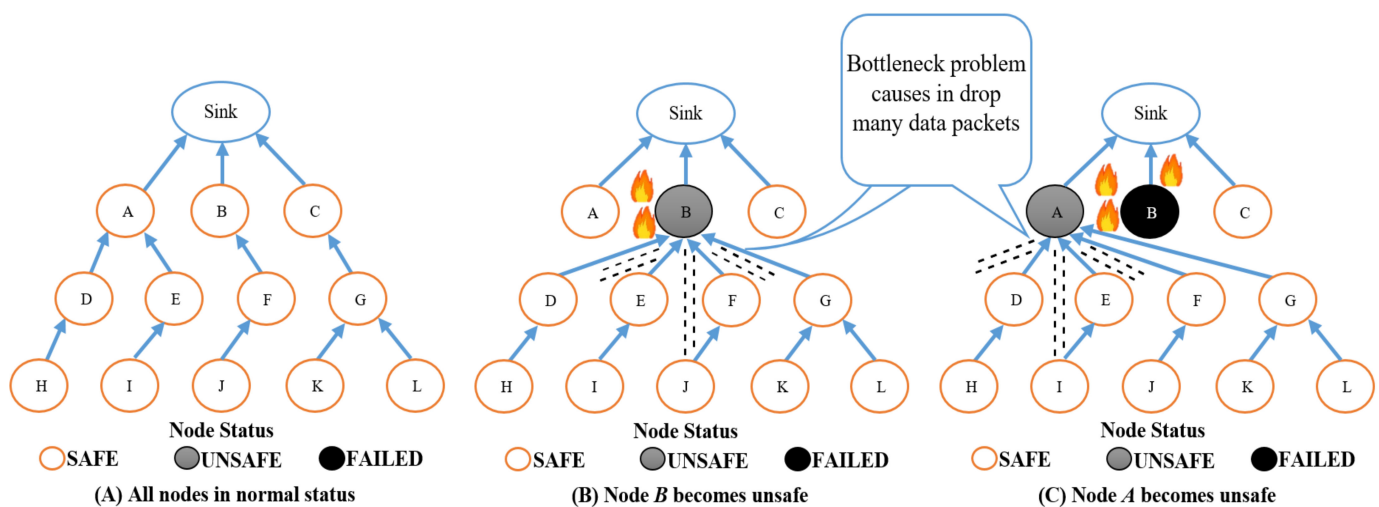 Bottleneck problem
causes in drop
many data packets
Sink
A
B
C
D
E
F
G
H
I
J
K
L
Node Status
SAFE
UNSAFE
FAILED
(A) All nodes in normal status
Sink
A
B
C
D
E
F
G
H
I
J
K
L
Node Status
SAFE
UNSAFE
FAILED
(B) Node B becomes unsafe
Sink
A
B
C
D
E
F
G
H
I
J
K
L
Node Status
SAFE
UNSAFE
FAILED
(C) Node A becomes unsafe